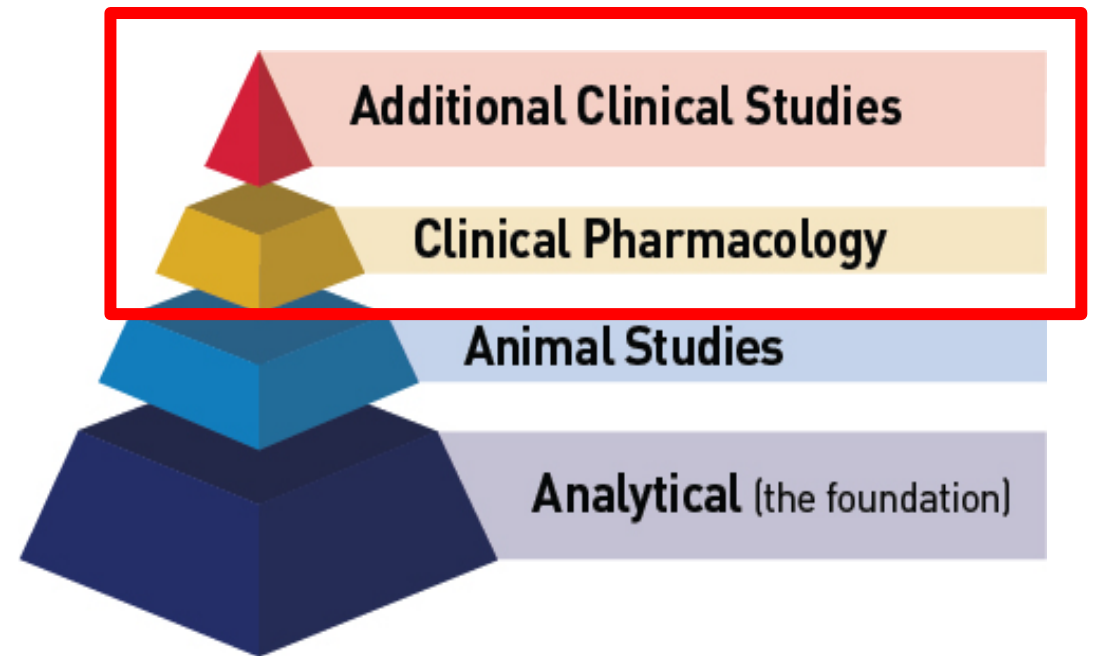 Additional Clinical Studies
Clinical Pharmacology
Animal Studies
Analytical (the foundation)